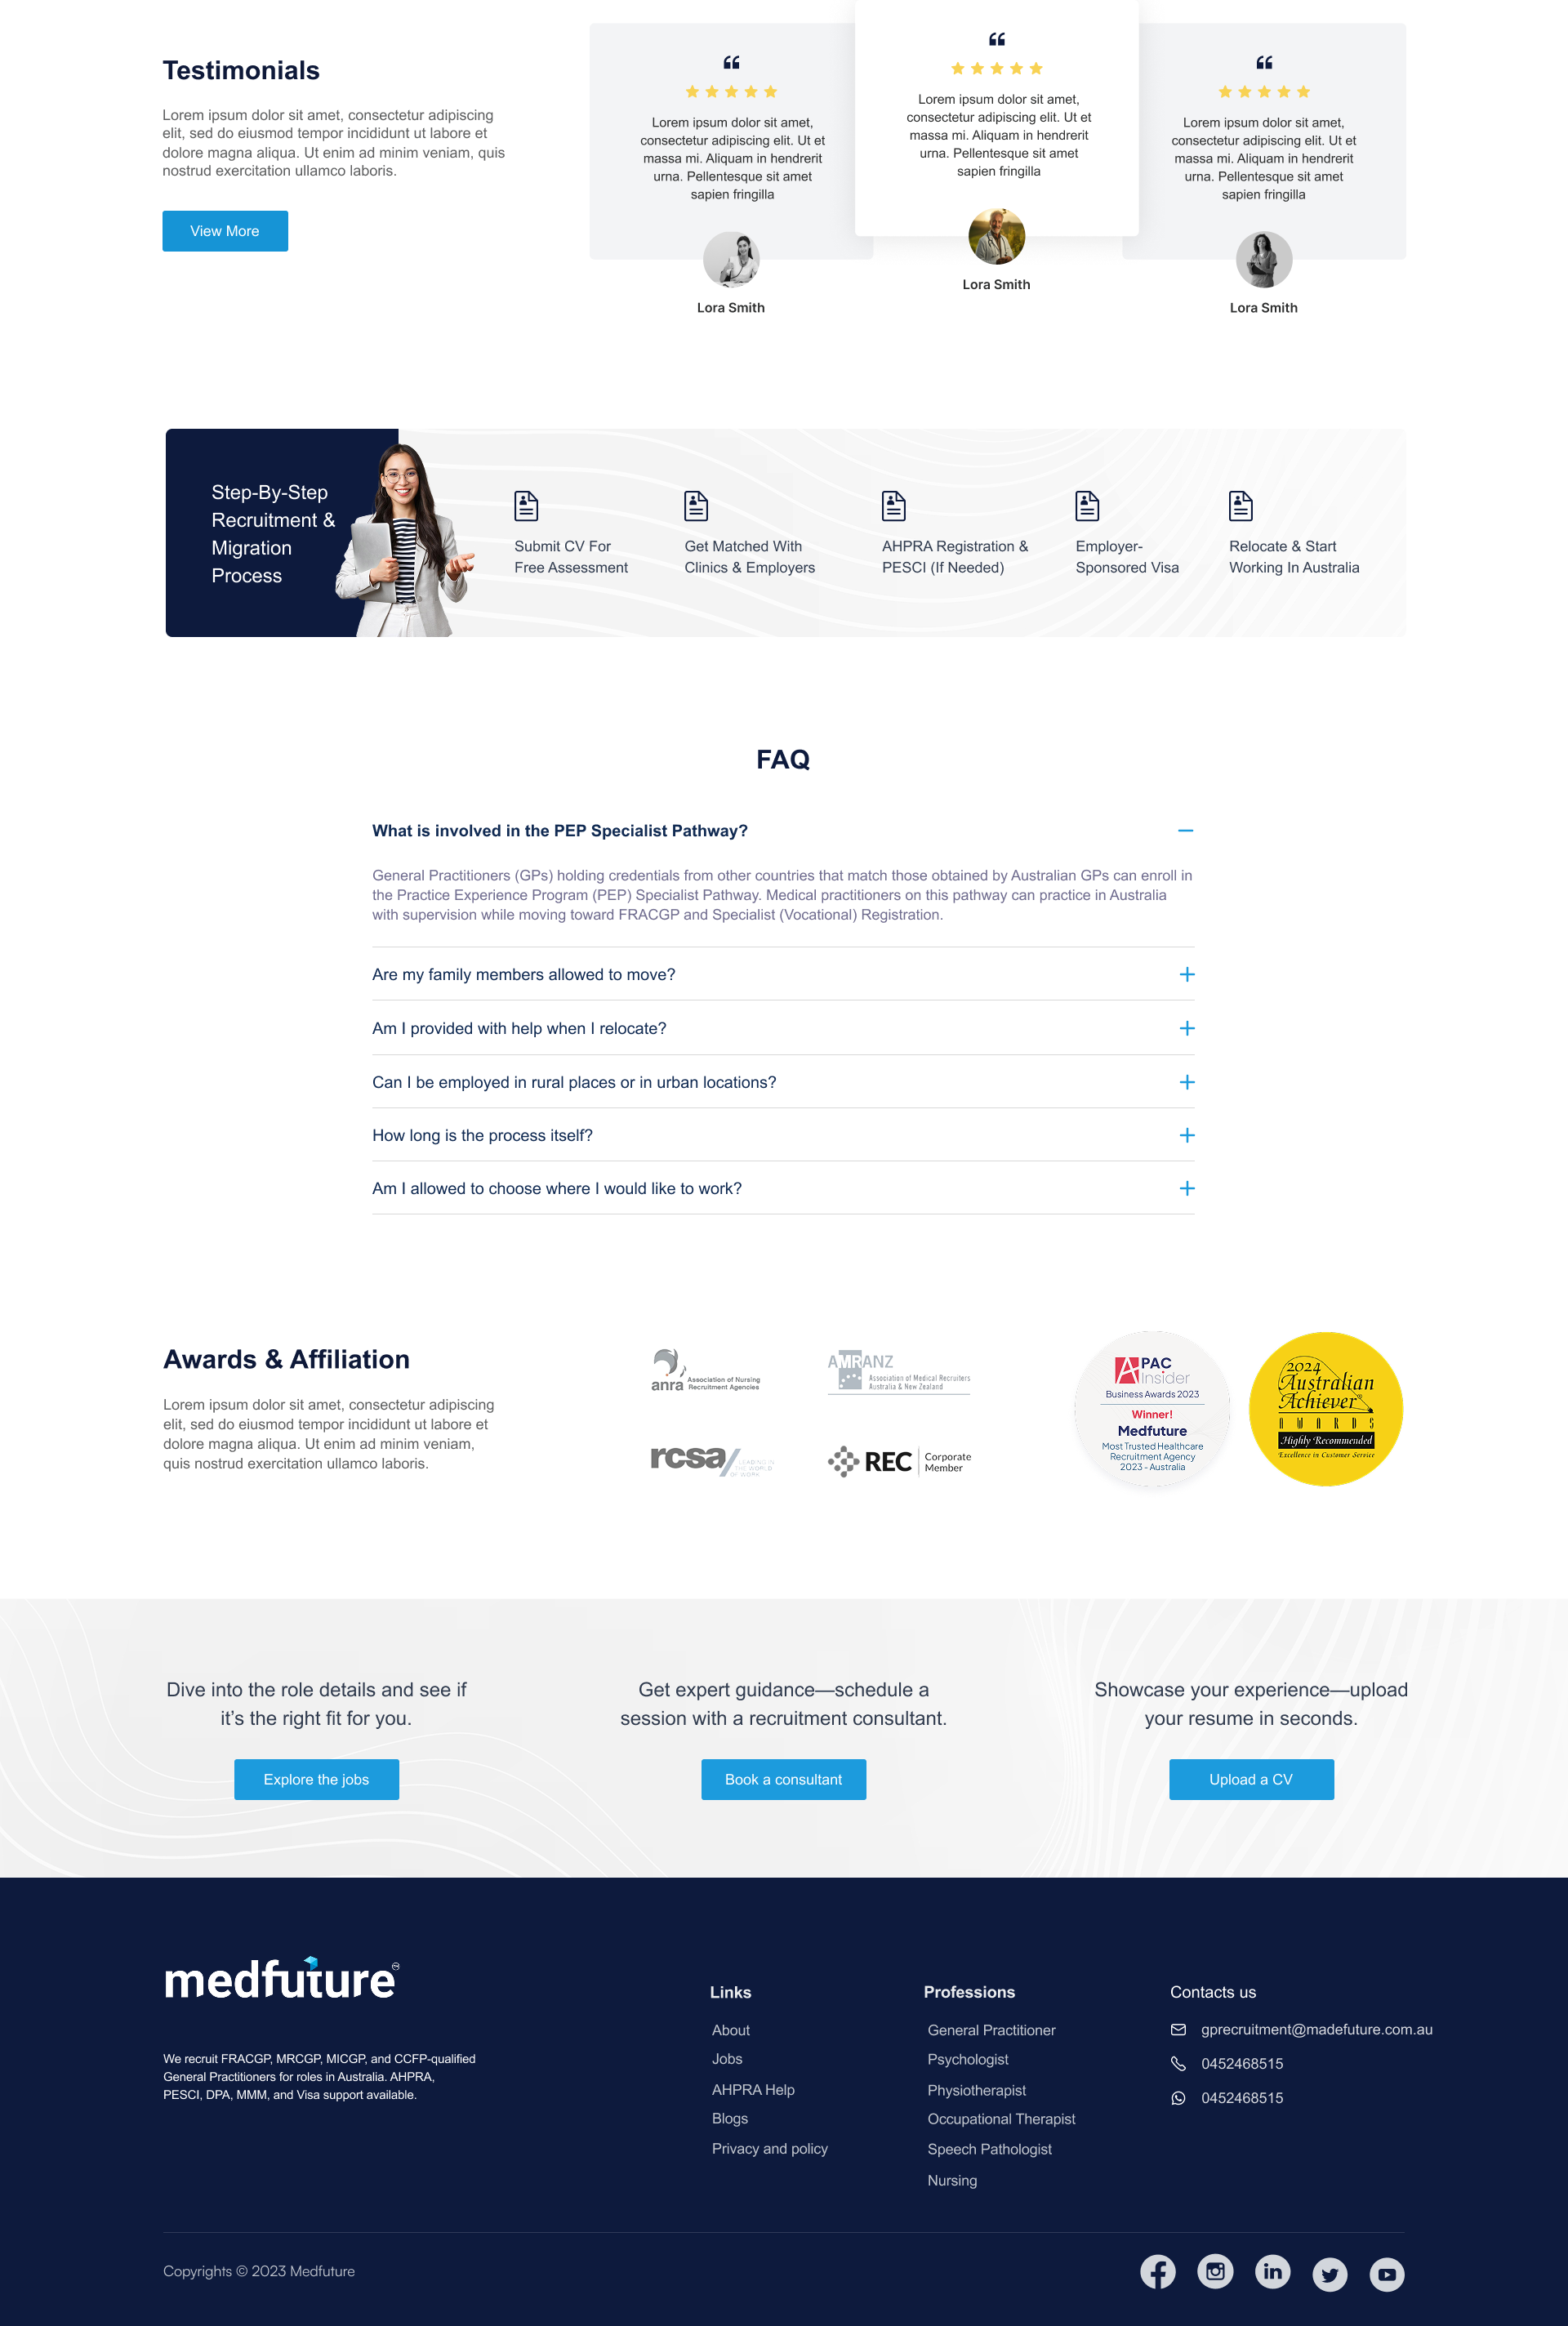 Testimonials
Lorem ipsum dolor sit amet, consectetur adipiscing
elit, sed do eiusmod tempor incididunt ut labore et
dolore magna aliqua. Ut enim ad minim veniam, quis
nostrud exercitation ullamco laboris.
View More
“
Lorem ipsum dolor sit amet,
consectetur adipiscing elit. Ut et
massa mi. Aliquam in hendrerit
urna. Pellentesque sit amet
sapien fringilla
Lora Smith
“
Lorem ipsum dolor sit amet,
consectetur adipiscing elit. Ut et
massa mi. Aliquam in hendrerit
urna. Pellentesque sit amet
sapien fringilla
Lora Smith
“
Lorem ipsum dolor sit amet,
consectetur adipiscing elit. Ut et
massa mi. Aliquam in hendrerit
urna. Pellentesque sit amet
sapien fringilla
Lora Smith
Step-By-Step
Recruitment &
Migration
Process
Submit CV For
Free Assessment
Get Matched With
Clinics & Employers
AHPRA Registration &
PESCI (If Needed)
Employer-
Sponsored Visa
Relocate & Start
Working In Australia
FAQ
What is involved in the PEP Specialist Pathway?
General Practitioners (GPs) holding credentials from other countries that match those obtained by Australian GPs can enroll in
the Practice Experience Program (PEP) Specialist Pathway. Medical practitioners on this pathway can practice in Australia
with supervision while moving toward FRACGP and Specialist (Vocational) Registration.
Are my family members allowed to move?
Am I provided with help when I relocate?
Can I be employed in rural places or in urban locations?
How long is the process itself?
Am I allowed to choose where I would like to work?
Awards & Affiliation
Lorem ipsum dolor sit amet, consectetur adipiscing
elit, sed do eiusmod tempor incididunt ut labore et
dolore magna aliqua. Ut enim ad minim veniam,
quis nostrud exercitation ullamco laboris.
anra
Association of Nursing
Recruitment Agencies
AMRANZ
Association of Medical Recruiters
Australia & New Zealand
rcsa
LEADING IN
THE WORLD
OF WORK
REC
Corporate
Member
APAC
Insider
Business Awards 2023
Winner!
Medfuture
Most Trusted Healthcare
Recruitment Agency
2023 - Australia
2024
Australian
Achiever®
AWARDS
Highly Recommended
Excellence in Customer Service
Dive into the role details and see if
it’s the right fit for you.
Explore the jobs
Get expert guidance—schedule a
session with a recruitment consultant.
Book a consultant
Showcase your experience—upload
your resume in seconds.
Upload a CV
medfuture
We recruit FRACGP, MRCGP, MICGP, and CCFP-qualified
General Practitioners for roles in Australia. AHPRA,
PESCI, DPA, MMM, and Visa support available.
Links
About
Jobs
AHPRA Help
Blogs
Privacy and policy
Professions
General Practitioner
Psychologist
Physiotherapist
Occupational Therapist
Speech Pathologist
Nursing
Contacts us
gprecruitment@madefuture.com.au
0452468515
0452468515
Copyrights © 2023 Medfuture